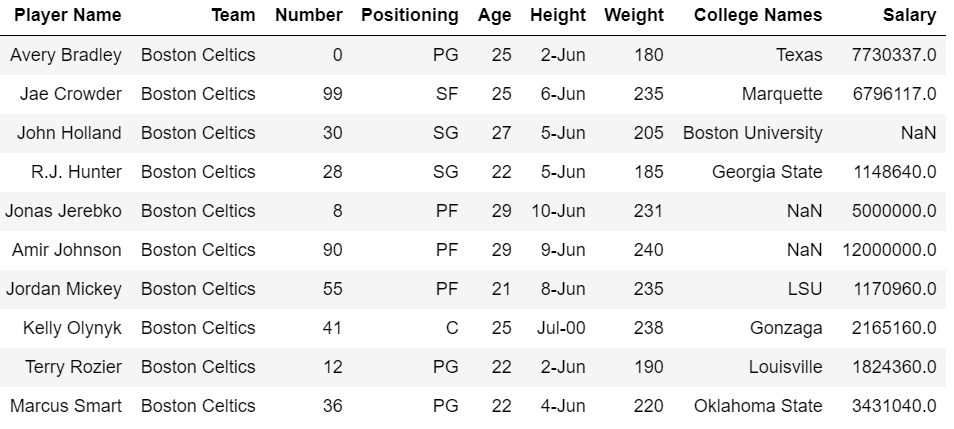 Player Name Team Number Positioning Age Height Weight College Names Salary
Avery Bradley Boston Celtics 0 PG 25 2-Jun 180 Texas 7730337.0
Jae Crowder Boston Celtics 99 SF 25 6-Jun 235 Marquette 6796117.0
John Holland Boston Celtics 30 SG 27 5-Jun 205 Boston University NaN
R.J. Hunter Boston Celtics 28 SG 22 5-Jun 185 Georgia State 1148640.0
Jonas Jerebko Boston Celtics 8 PF 29 10-Jun 231 NaN 5000000.0
Amir Johnson Boston Celtics 90 PF 29 9-Jun 240 NaN 12000000.0
Jordan Mickey Boston Celtics 55 PF 21 8-Jun 235 LSU 1170960.0
Kelly Olynyk Boston Celtics 41 C 25 Jul-00 238 Gonzaga 2165160.0
Terry Rozier Boston Celtics 12 PG 22 2-Jun 190 Louisville 1824360.0
Marcus Smart Boston Celtics 36 PG 22 4-Jun 220 Oklahoma State 3431040.0